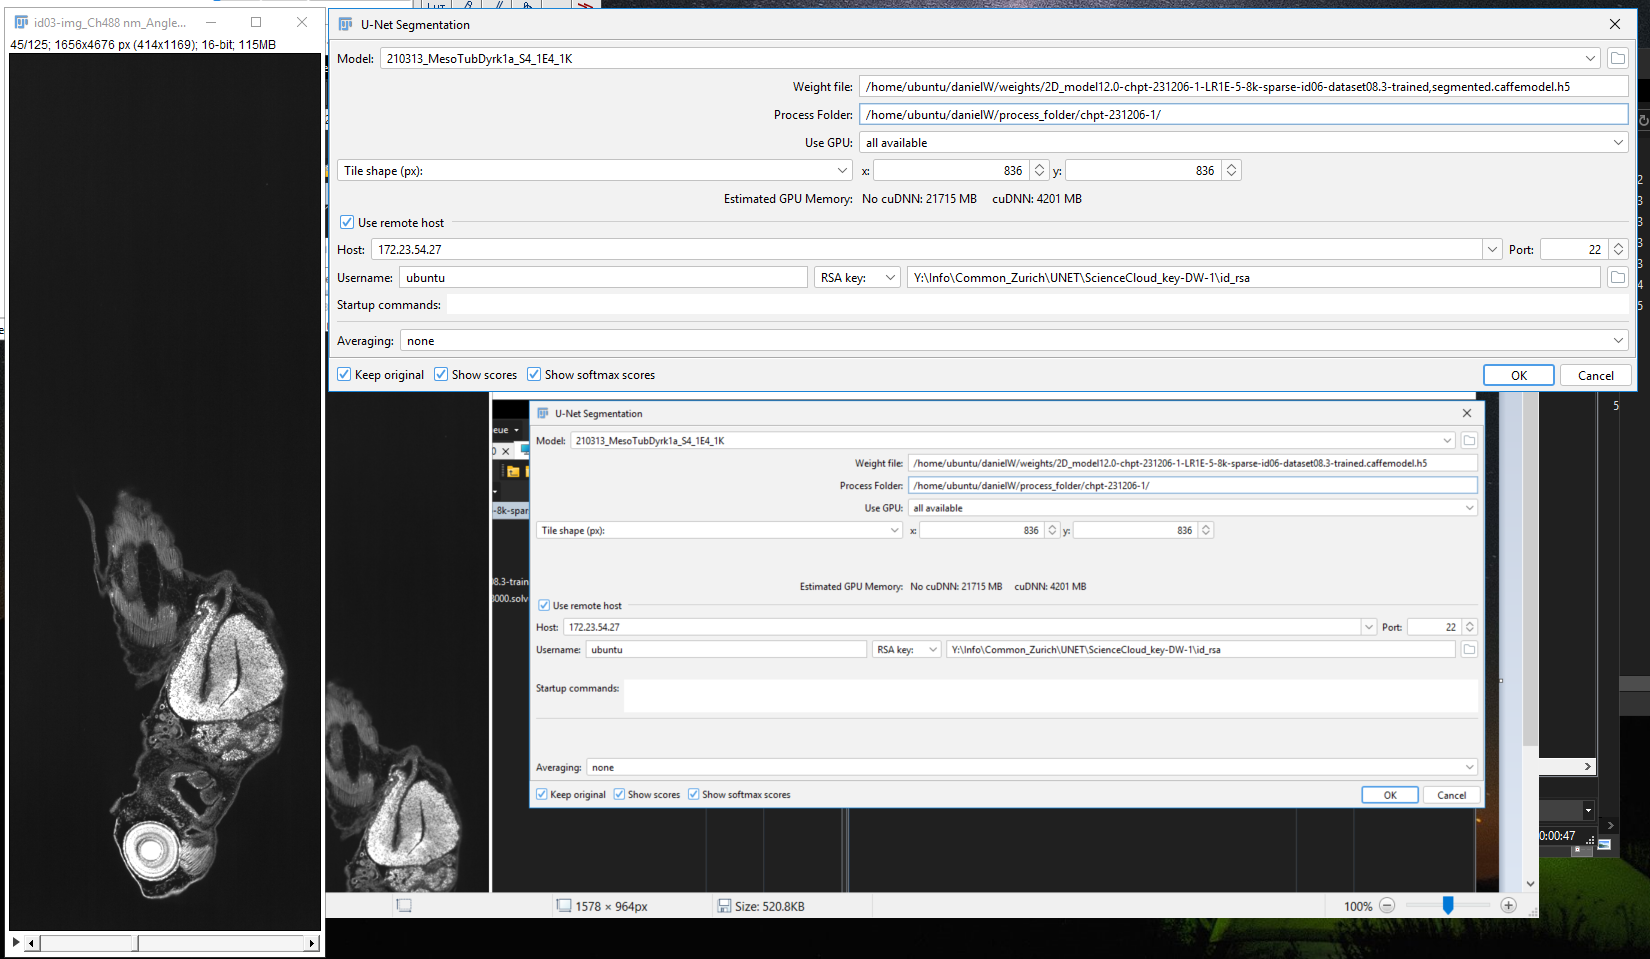 id03-img_Ch488 nm_Angle...
45/125; 1656x4676 px (414x1169); 16-bit; 115MB
U-Net Segmentation
Model: 210313_MesoTubDyrk1a_S4_1E4_1K
Weight file: /home/ubuntu/danielW/weights/2D_model12.0-chpt-231206-1-LR1E-5-8k-sparse-id06-dataset08.3-trained,segmented.caffemodel.h5
Process Folder: /home/ubuntu/danielW/process_folder/chpt-231206-1/
Use GPU: all available
Tile shape (px): x: 836 y: 836
Estimated GPU Memory: No cuDNN: 21715 MB cuDNN: 4201 MB
Use remote host
Host: 172.23.54.27 Port: 22
Username: ubuntu RSA key: Y:\Info\Common_Zurich\UNET\ScienceCloud_key-DW-1\id_rsa
Startup commands:
Averaging: none
Keep original Show scores Show softmax scores OK Cancel
U-Net Segmentation
eue
Model: 210313_MesoTubDyrk1a_S4_1E4_1K
Weight file: /home/ubuntu/danielW/weights/2D_model12.0-chpt-231206-1-LR1E-5-8k-sparse-id06-dataset08.3-trained.caffemodel.h5
Process Folder: /home/ubuntu/danielW/process_folder/chpt-231206-1/
-8k-spar
Use GPU: all available
Tile shape (px): x: 836 y: 836
8.3-train
Estimated GPU Memory: No cuDNN: 21715 MB cuDNN: 4201 MB
3000.solv
Use remote host
Host: 172.23.54.27 Port: 22
Username: ubuntu RSA key: Y:\Info\Common_Zurich\UNET\ScienceCloud_key-DW-1\id_rsa
Startup commands:
Averaging: none
Keep original Show scores Show softmax scores OK Cancel
0:00:47
1578 × 964px Size: 520.8KB 100%
2
3
3
3
3
4
5
5